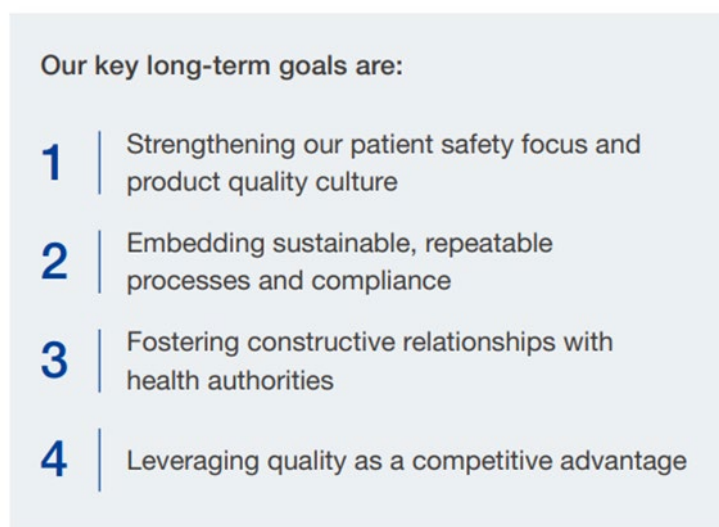 Our key long-term goals are:
1
Strengthening our patient safety focus and
product quality culture
2
Embedding sustainable, repeatable
processes and compliance
3
Fostering constructive relationships with
health authorities
4
Leveraging quality as a competitive advantage